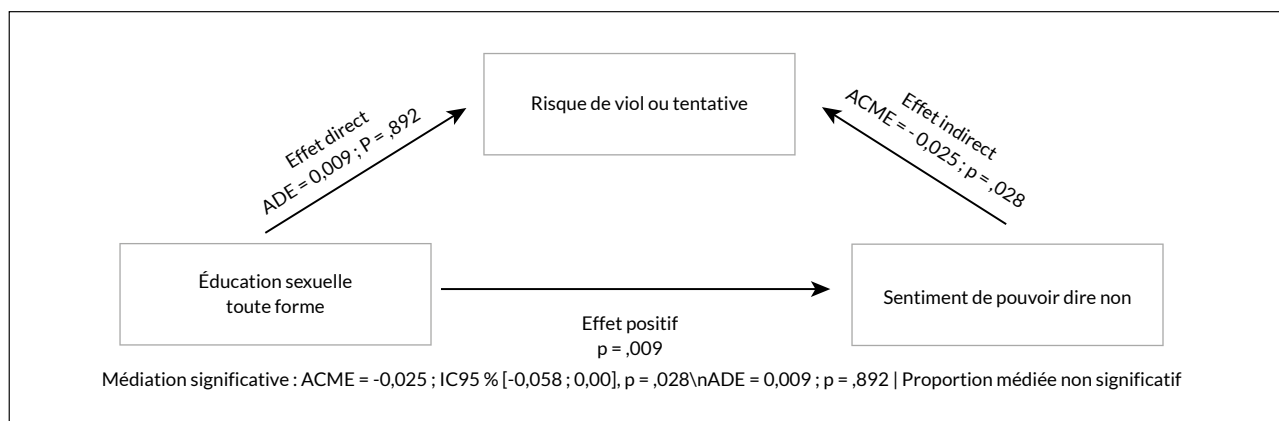 Risque de viol ou tentative
Effet direct
ADE = 0,009 ; P = ,892
Effet indirect
ACME = - 0,025 ; p = ,028
Éducation sexuelle
toute forme
Sentiment de pouvoir dire non
Effet positif
p = ,009
Médiation significative : ACME = -0,025 ; IC95 % [-0,058 ; 0,00], p = ,028\nADE = 0,009 ; p = ,892 | Proportion médiée non significatif